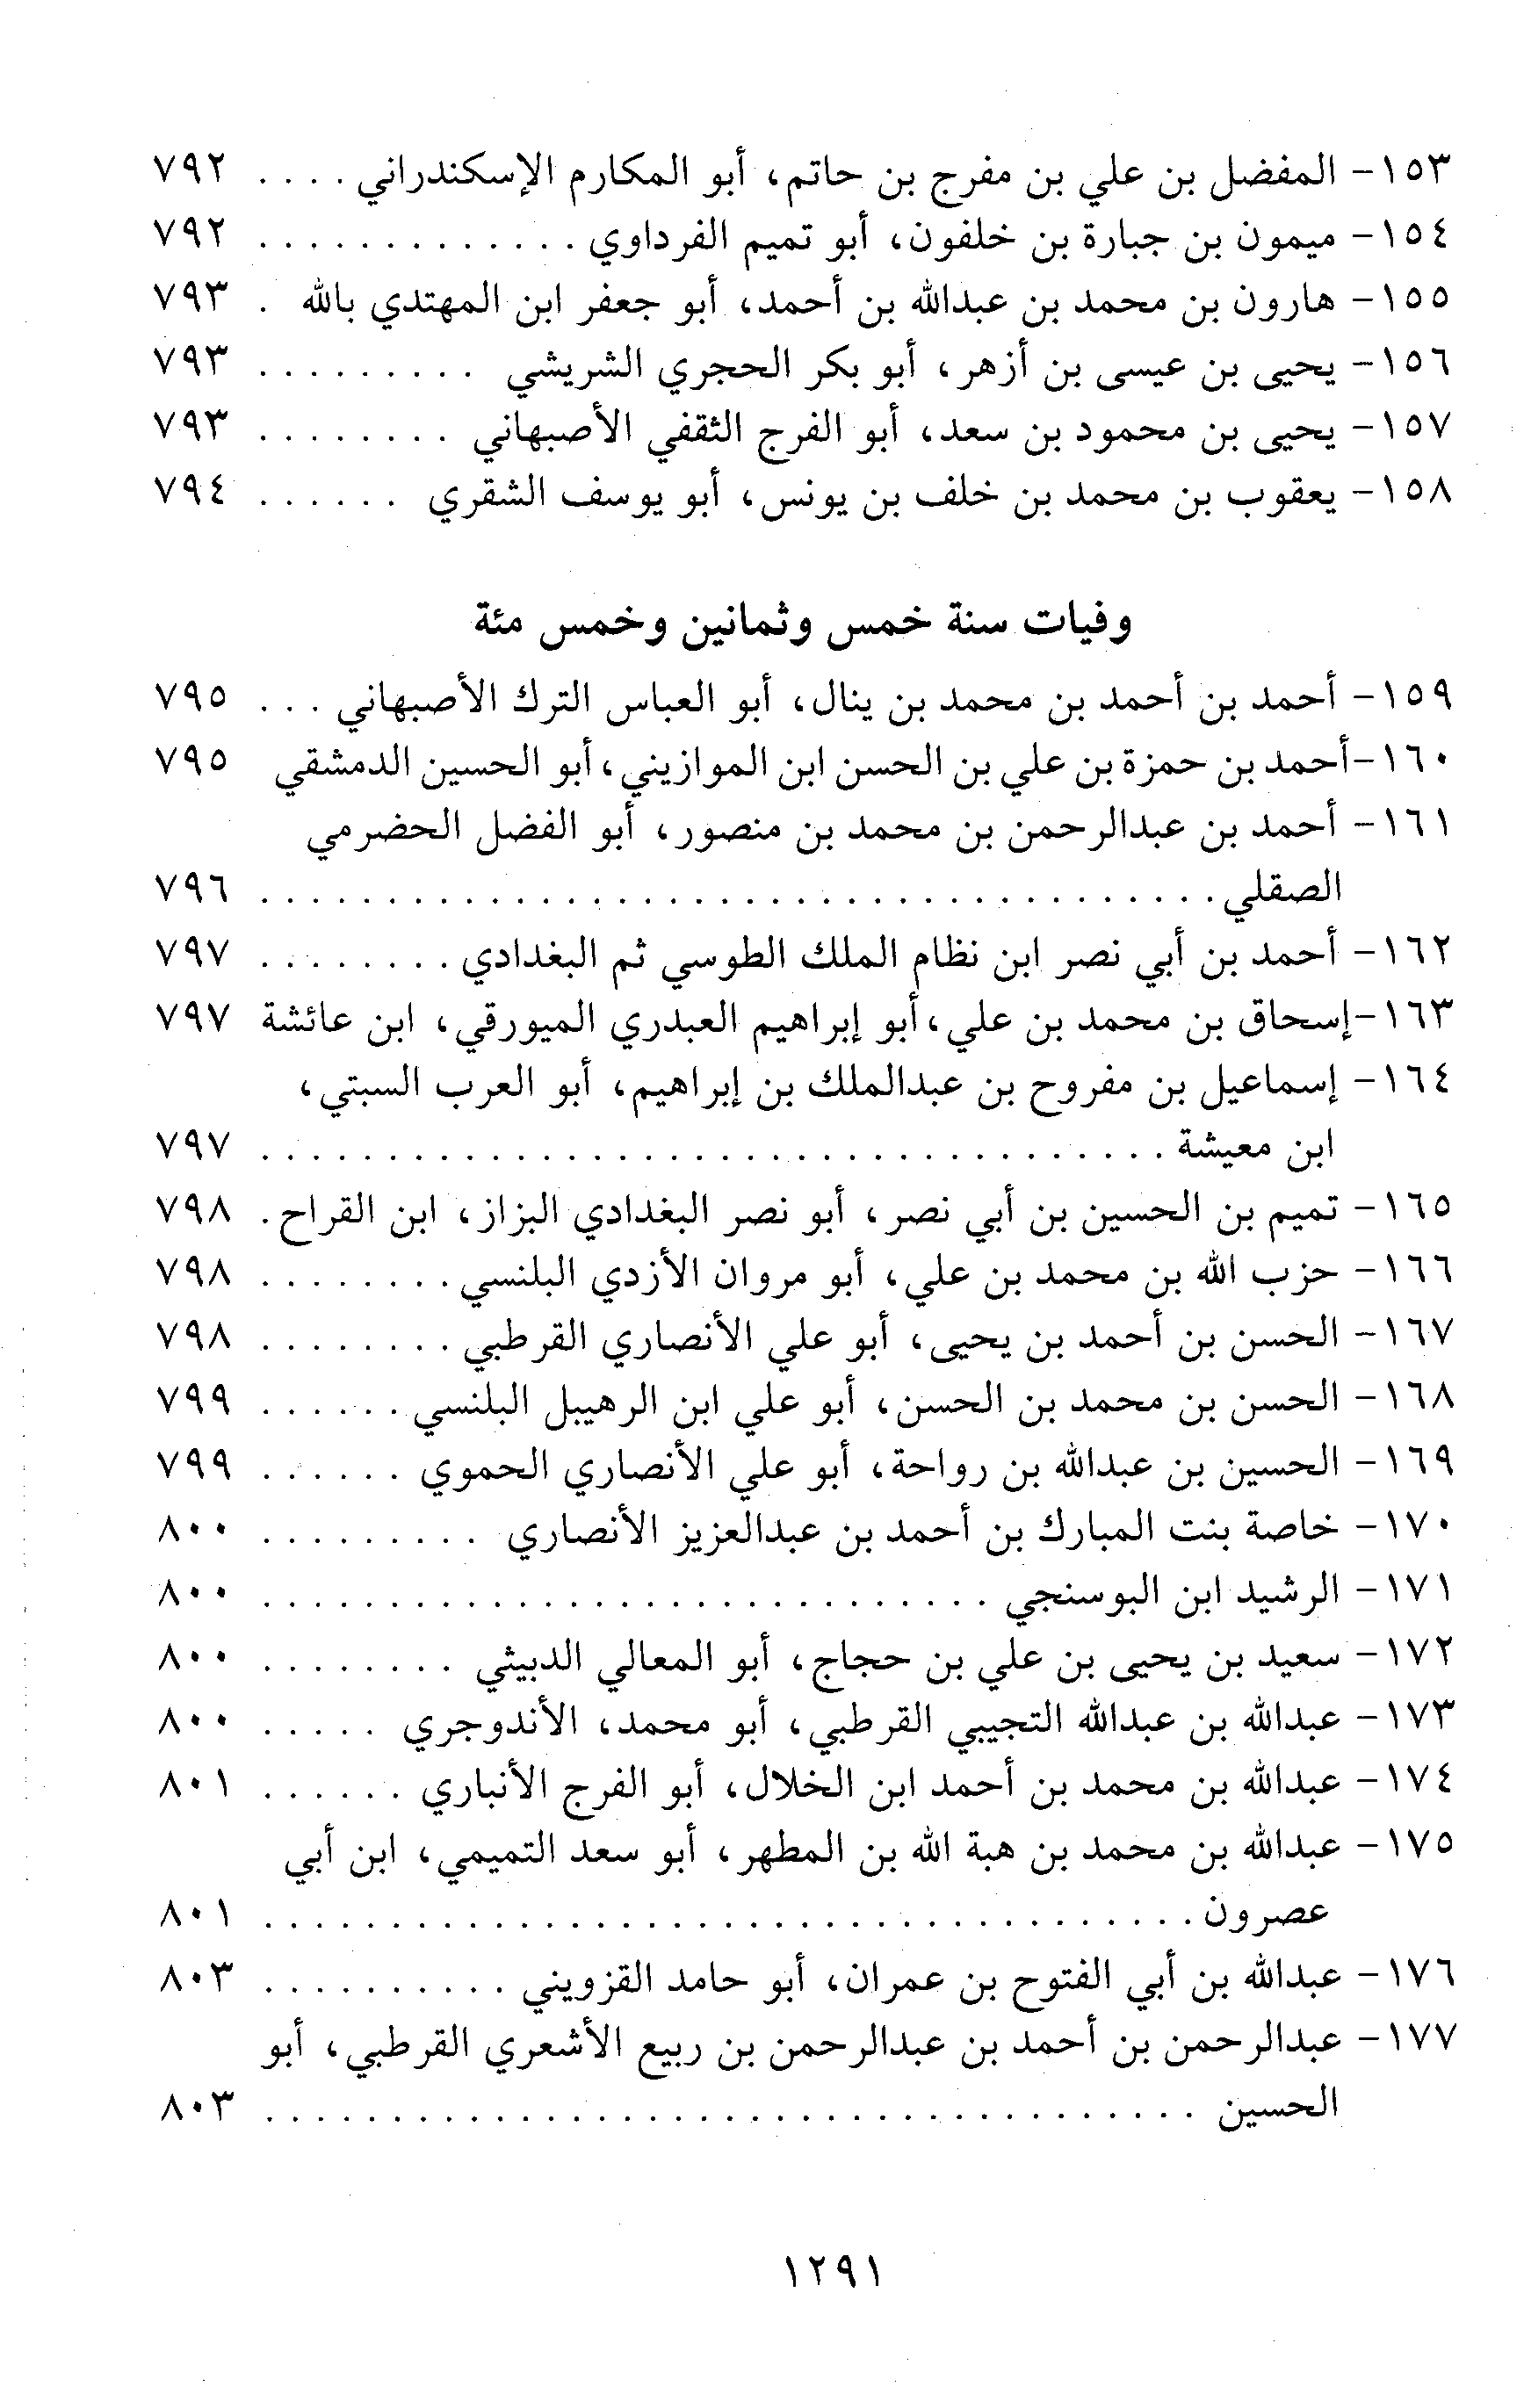 ١٥٣- المفضل بن علي بن مفرج بن حاتم، أبو المكارم الإسكندراني . . . . ٧٩٢
١٥٤- ميمون بن جبارة بن خلفون، أبو تميم الفرداوي . . . . . . . . . . . . . ٧٩٢
١٥٥- هارون بن محمد بن عبدالله بن أحمد، أبو جعفر ابن المهتدي بالله . ٧٩٣
١٥٦- يحيى بن عيسى بن أزهر، أبو بكر الحجري الشريشي . . . . . . . . . ٧٩٣
١٥٧- يحيى بن محمود بن سعد، أبو الفرج الثقفي الأصبهاني . . . . . . . . ٧٩٣
١٥٨- يعقوب بن محمد بن خلف بن يونس، أبو يوسف الشقري . . . . . . ٧٩٤
وفيات سنة خمس وثمانين وخمس مئة
١٥٩- أحمد بن أحمد بن محمد بن ينال، أبو العباس الترك الأصبهاني . . . ٧٩٥
١٦٠-أحمد بن حمزة بن علي بن الحسن ابن الموازيني، أبو الحسين الدمشقي ٧٩٥
١٦١- أحمد بن عبدالرحمن بن محمد بن منصور، أبو الفضل الحضرمي
الصقلي . . . . . . . . . . . . . . . . . . . . . . . . . . . . . . . . . . . . . . ٧٩٦
١٦٢- أحمد بن أبي نصر ابن نظام الملك الطوسي ثم البغدادي . . . . . . . . ٧٩٧
١٦٣-إسحاق بن محمد بن علي، أبو إبراهيم العبدري الميورقي، ابن عائشة ٧٩٧
١٦٤- إسماعيل بن مفروح بن عبدالملك بن إبراهيم، أبو العرب السبتي،
ابن معيشة . . . . . . . . . . . . . . . . . . . . . . . . . . . . . . . . . . . . ٧٩٧
١٦٥- تميم بن الحسين بن أبي نصر، أبو نصر البغدادي البزاز، ابن القراح . ٧٩٨
١٦٦- حزب الله بن محمد بن علي، أبو مروان الأزدي البلنسي . . . . . . . . ٧٩٨
١٦٧- الحسن بن أحمد بن يحيى، أبو علي الأنصاري القرطبي . . . . . . . . ٧٩٨
١٦٨- الحسن بن محمد بن الحسن، أبو علي ابن الرهيبل البلنسي . . . . . . ٧٩٩
١٦٩- الحسين بن عبدالله بن رواحة، أبو علي الأنصاري الحموي . . . . . . ٧٩٩
١٧٠- خاصة بنت المبارك بن أحمد بن عبدالعزيز الأنصاري . . . . . . . . . ٨٠٠
١٧١- الرشيد ابن البوسنجي . . . . . . . . . . . . . . . . . . . . . . . . . . . . . ٨٠٠
١٧٢- سعيد بن يحيى بن علي بن حجاج، أبو المعالي الدبيثي . . . . . . . . ٨٠٠
١٧٣- عبدالله بن عبدالله التجيبي القرطبي، أبو محمد، الأندوجري . . . . . ٨٠٠
١٧٤- عبدالله بن محمد بن أحمد ابن الخلال، أبو الفرج الأنباري . . . . . . ٨٠١
١٧٥- عبدالله بن محمد بن هبة الله بن المطهر، أبو سعد التميمي، ابن أبي
عصرون . . . . . . . . . . . . . . . . . . . . . . . . . . . . . . . . . . . . . ٨٠١
١٧٦- عبدالله بن أبي الفتوح بن عمران، أبو حامد القزويني . . . . . . . . . . ٨٠٣
١٧٧- عبدالرحمن بن أحمد بن عبدالرحمن بن ربيع الأشعري القرطبي، أبو
الحسين . . . . . . . . . . . . . . . . . . . . . . . . . . . . . . . . . . . . . ٨٠٣
١٢٩١